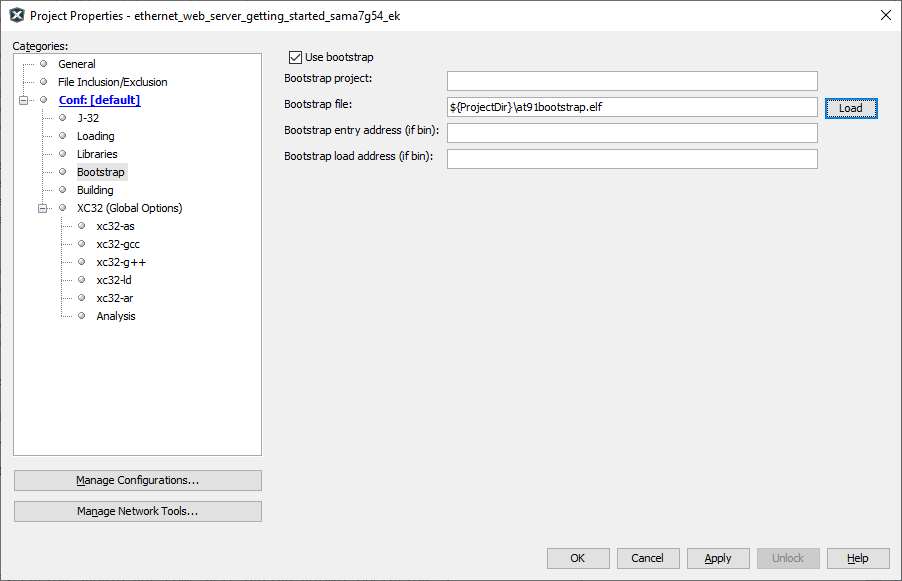 Project Properties - ethernet_web_server_getting_started_sama7g54_ek
Categories:
General
File Inclusion/Exclusion
Conf: [default]
J-32
Loading
Libraries
Bootstrap
Building
XC32 (Global Options)
xc32-as
xc32-gcc
xc32-g++
xc32-ld
xc32-ar
Analysis
Manage Configurations...
Manage Network Tools...
Use bootstrap
Bootstrap project:
Bootstrap file: ${ProjectDir}\at91bootstrap.elf Load
Bootstrap entry address (if bin):
Bootstrap load address (if bin):
OK Cancel Apply Unlock Help